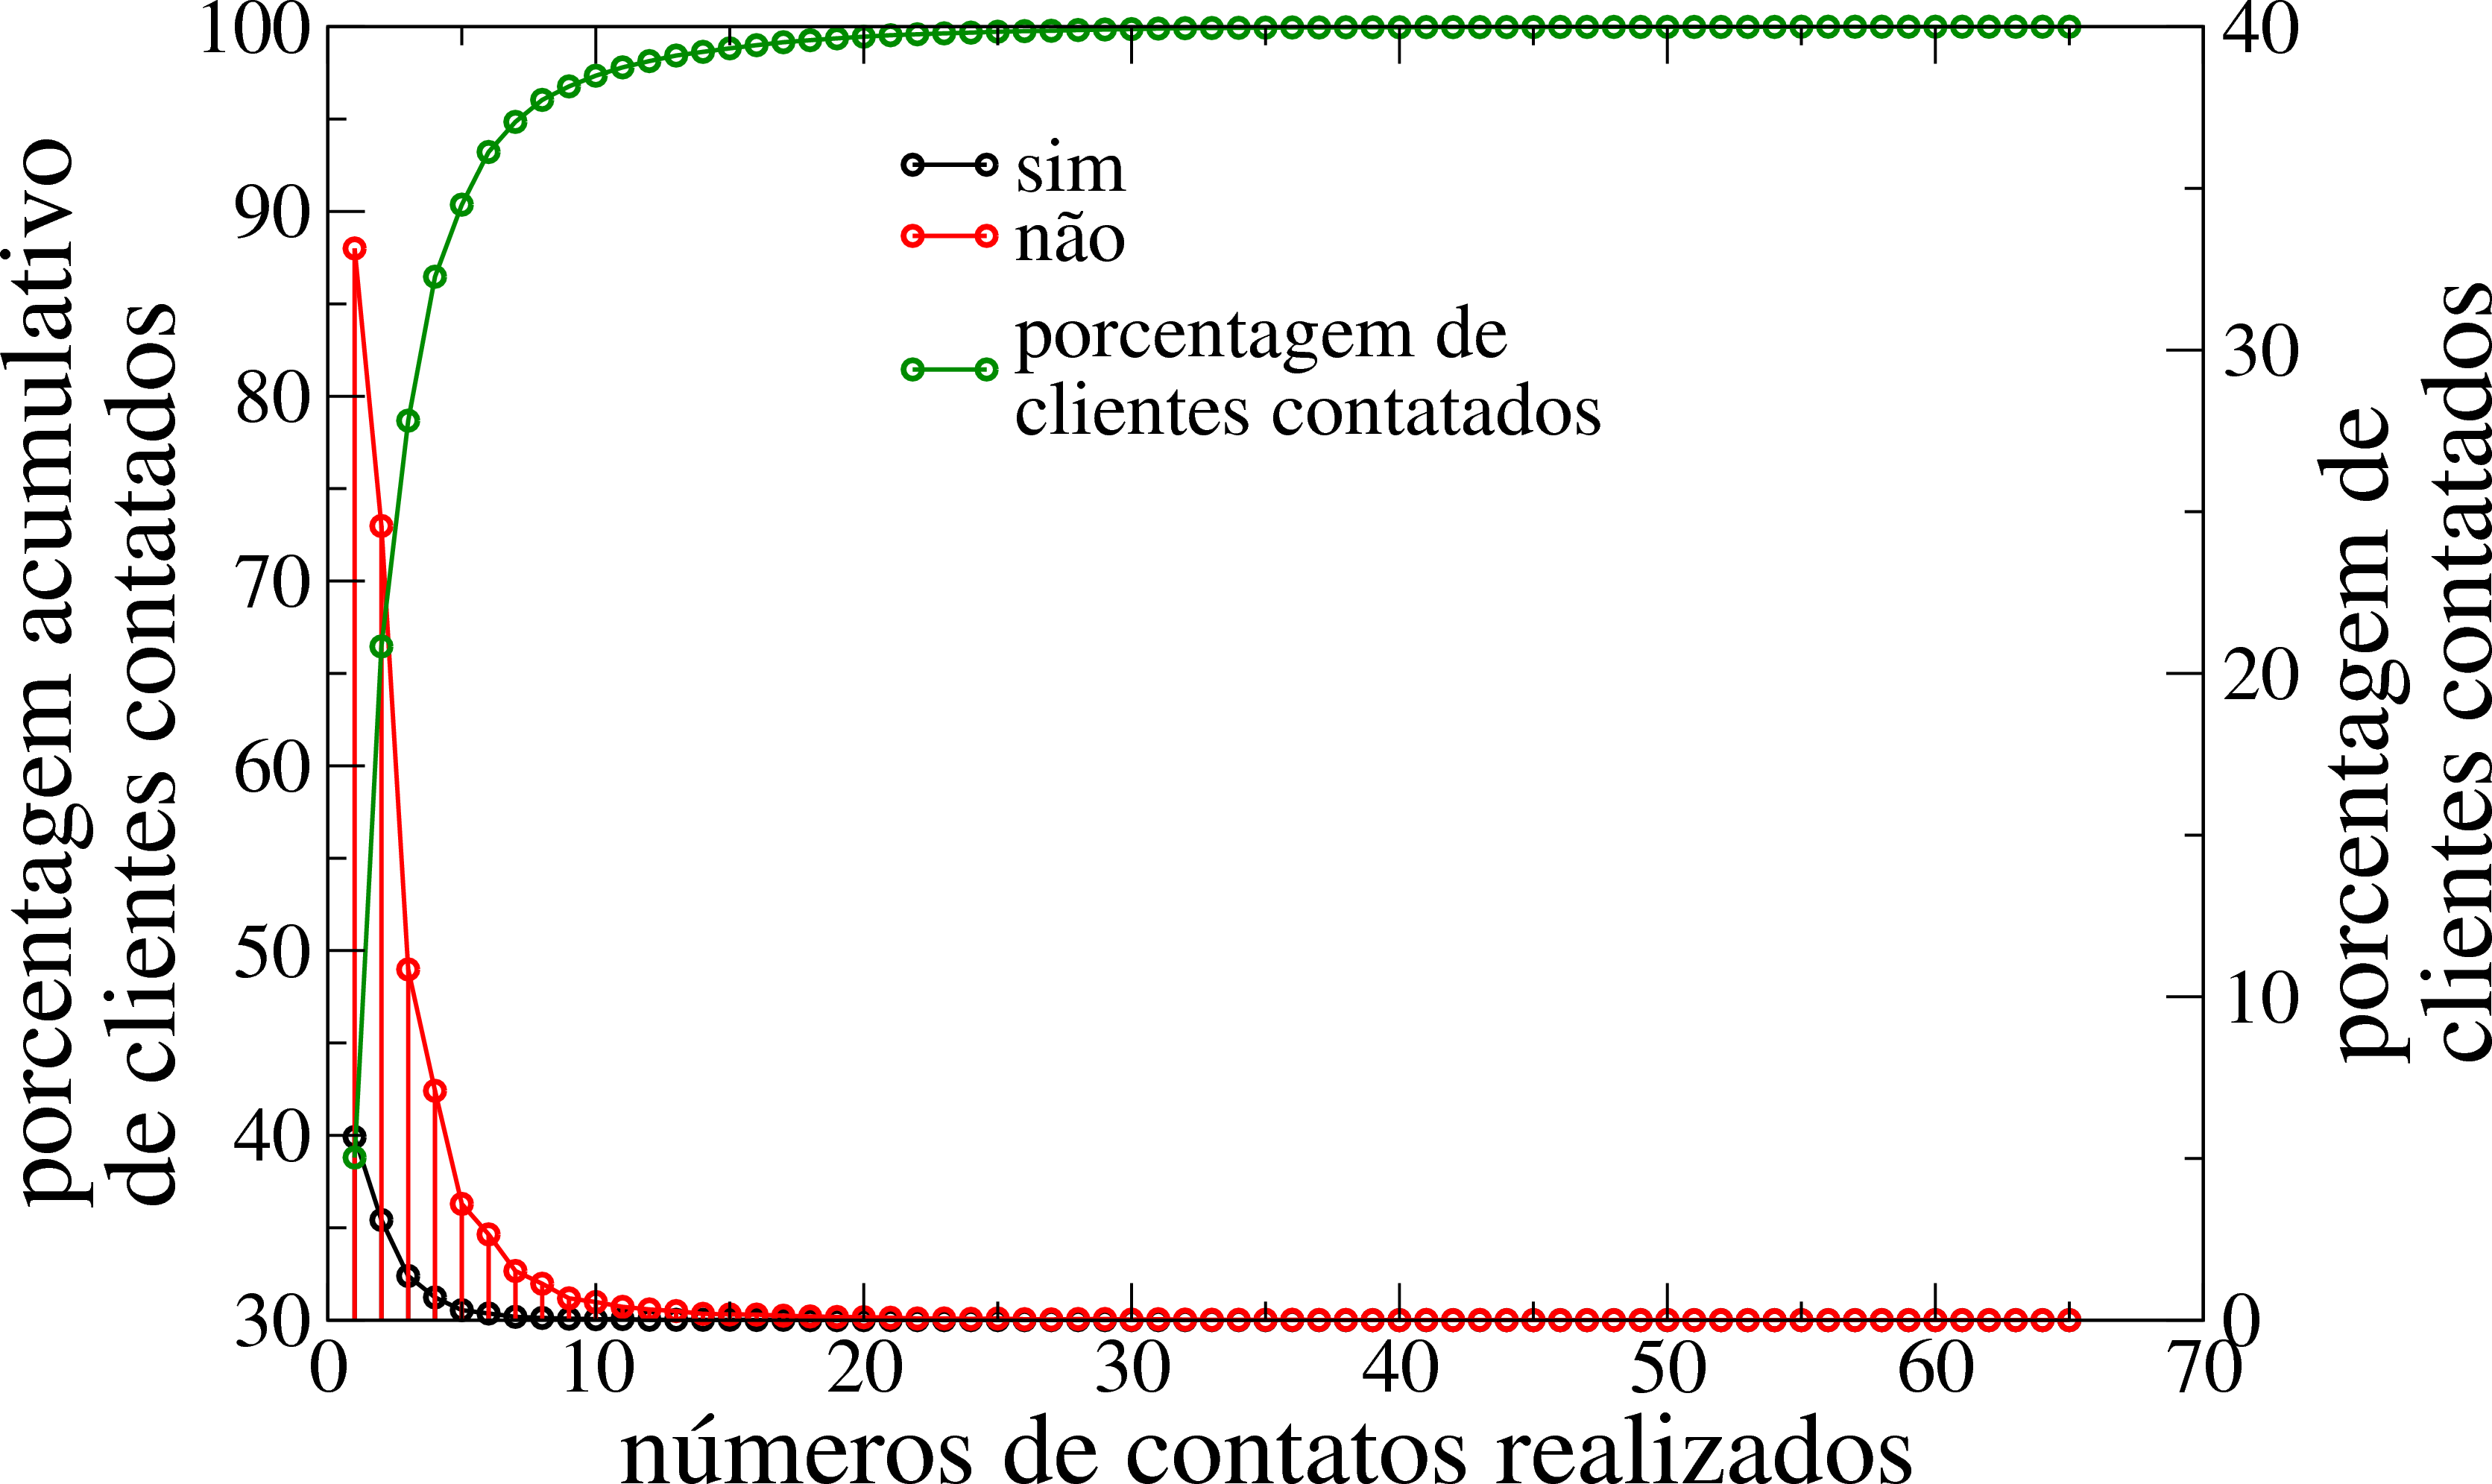 porcentagem acumulativo
de clientes contatados
100
90
80
70
60
50
40
30
sim
não
porcentagem de
clientes contatados
40
30
20
10
0
porcentagem de
clientes contatados
0 10 20 30 40 50 60 70
números de contatos realizados